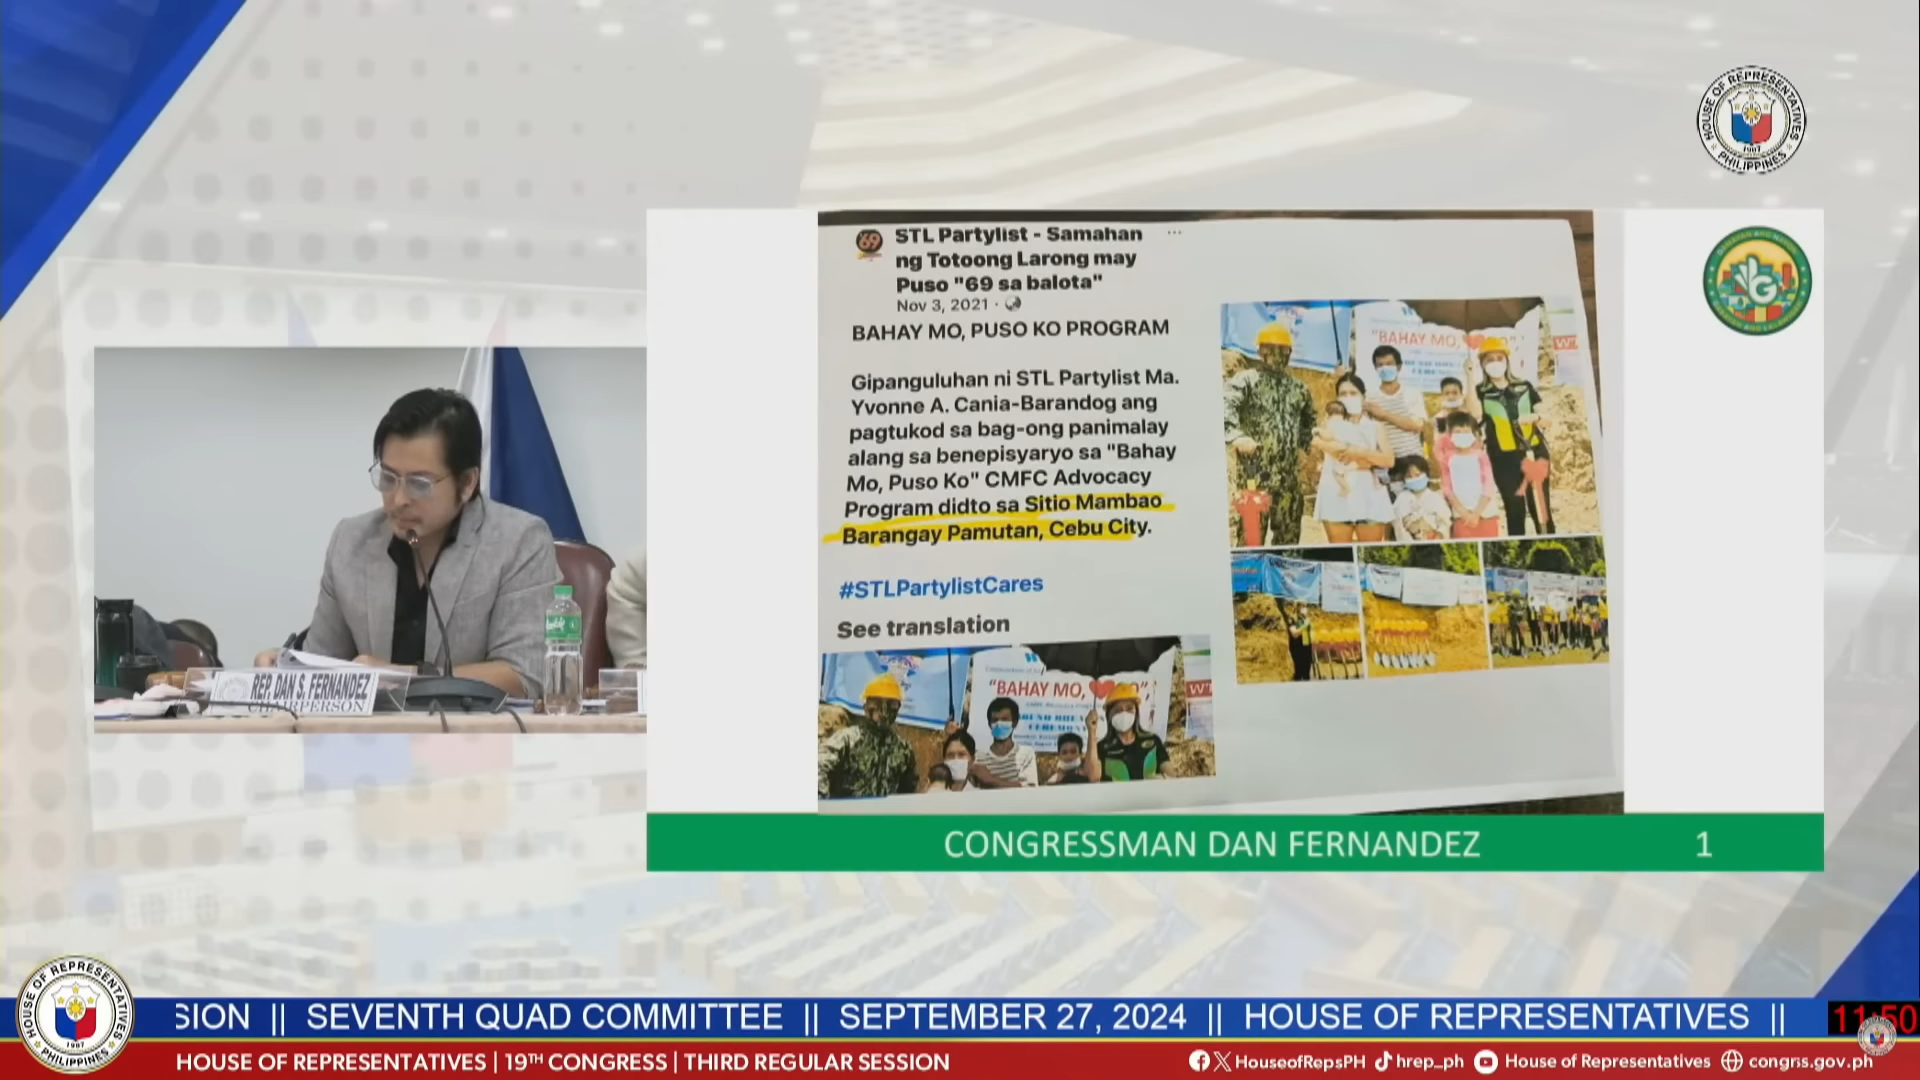 HOUSE OF REPRESENTATIVES
PHILIPPINES
1907
STL Partylist - Samahan
ng Totoong Larong may
Puso "69 sa balota"
Nov 3, 2021
BAHAY MO, PUSO KO PROGRAM
Gipanguluhan ni STL Partylist Ma.
Yvonne A. Cania-Barandog ang
pagtukod sa bag-ong panimalay
alang sa benepisyaryo sa "Bahay
Mo, Puso Ko" CMFC Advocacy
Program didto sa Sitio Mambao
Barangay Pamutan, Cebu City.
#STLPartylistCares
See translation
"BAHAY MO,
"BAHAY MO,
REP. DAN S. FERNANDEZ
CHAIRPERSON
CONGRESSMAN DAN FERNANDEZ 1
SION || SEVENTH QUAD COMMITTEE || SEPTEMBER 27, 2024 || HOUSE OF REPRESENTATIVES ||
11:50
HOUSE OF REPRESENTATIVES
PHILIPPINES
1907
HOUSE OF REPRESENTATIVES | 19TH CONGRESS | THIRD REGULAR SESSION
HouseofRepsPH hrep_ph House of Representatives congrss.gov.ph